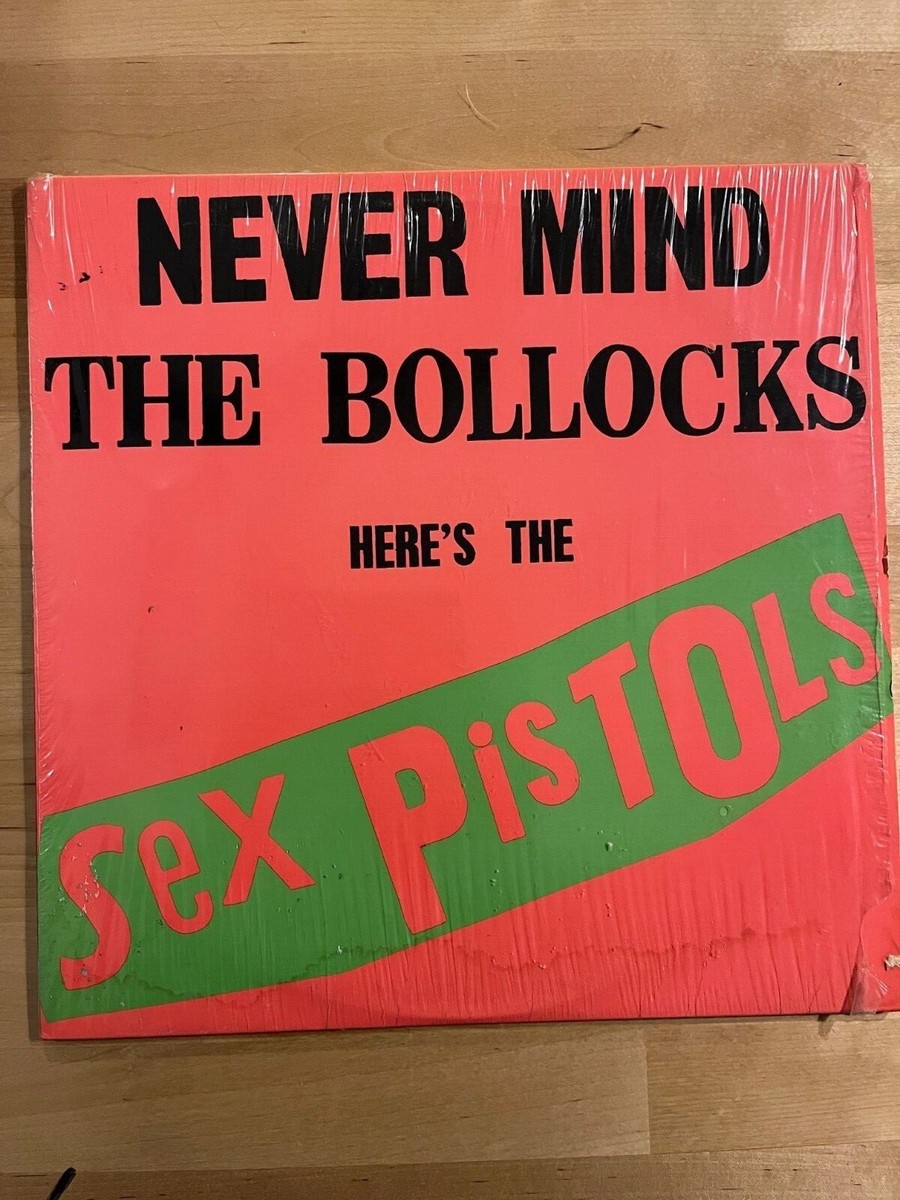 NEVER MIND
THE BOLLOCKS
HERE'S THE
Sex PisTOLS